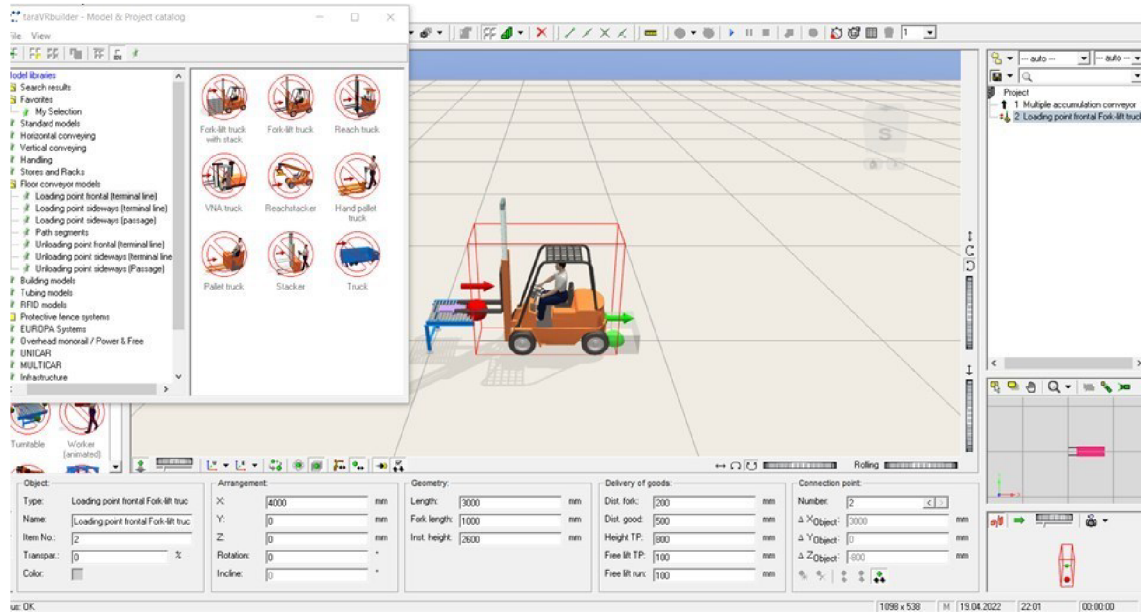 taraVRbuilder - Model & Project catalog
File View
Model libraries
Search results
Favorites
My Selection
Standard models
Horizontal conveying
Vertical conveying
Handling
Stores and Racks
Floor conveyor models
Loading point frontal (terminal line)
Loading point sideways (terminal line)
Loading point sideways (passage)
Path segments
Unloading point frontal (terminal line)
Unloading point sideways (terminal line
Unloading point sideways (Passage)
Building models
Tubing models
RFID models
Protective fence systems
EUROPA Systems
Overhead monorail / Power & Free
UNICAR
MULTICAR
Infrastructure
Fork-lift truck with stack
Fork-lift truck
Reach truck
VNA truck
Reachstacker
Hand pallet truck
Pallet truck
Stacker
Truck
Turntable
Worker (animated)
1
S
-- auto --
-- auto --
Project
1 Multiple accumulation conveyor
2 Loading point frontal Fork-lift truck
Rolling
Object:
Type: Loading point frontal Fork-lift truc
Name: Loading point frontal Fork-lift truc
Item No.: 2
Transpar.: 0 %
Color:
Arrangement:
X: 4000 mm
Y: 0 mm
Z: 0 mm
Rotation: 0 °
Incline: 0 °
Geometry:
Length: 3000 mm
Fork length: 1000 mm
Inst. height: 2600 mm
Delivery of goods:
Dist. fork: 200 mm
Dist. good: 500 mm
Height TP: 800 mm
Free lift TP: 100 mm
Free lift run: 100 mm
Connection point:
Number: 2 < >
Δ XObject: 3000 mm
Δ YObject: 0 mm
Δ ZObject: -800 mm
us: OK
1098 x 538 M 19.04.2022 22:01 00:00:00